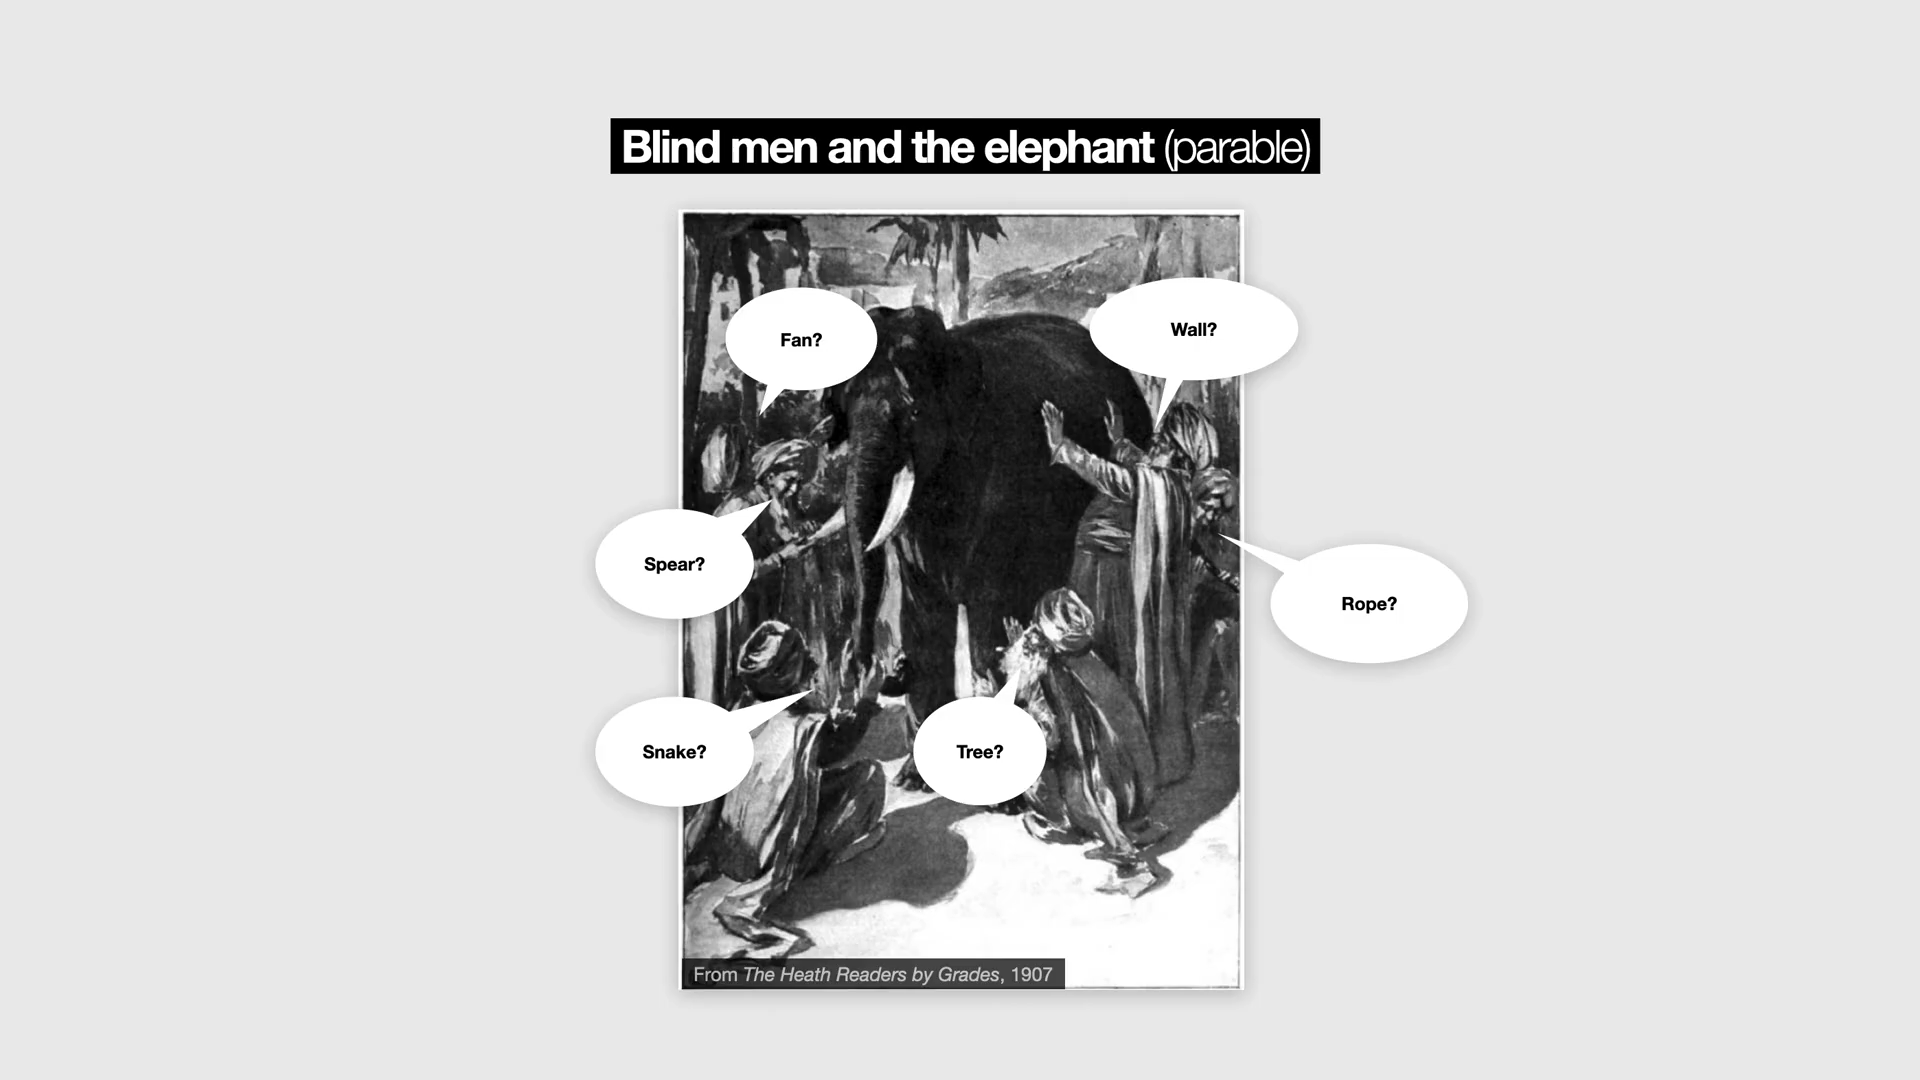 Blind men and the elephant (parable)
Fan?
Wall?
Spear?
Rope?
Snake?
Tree?
From The Heath Readers by Grades, 1907